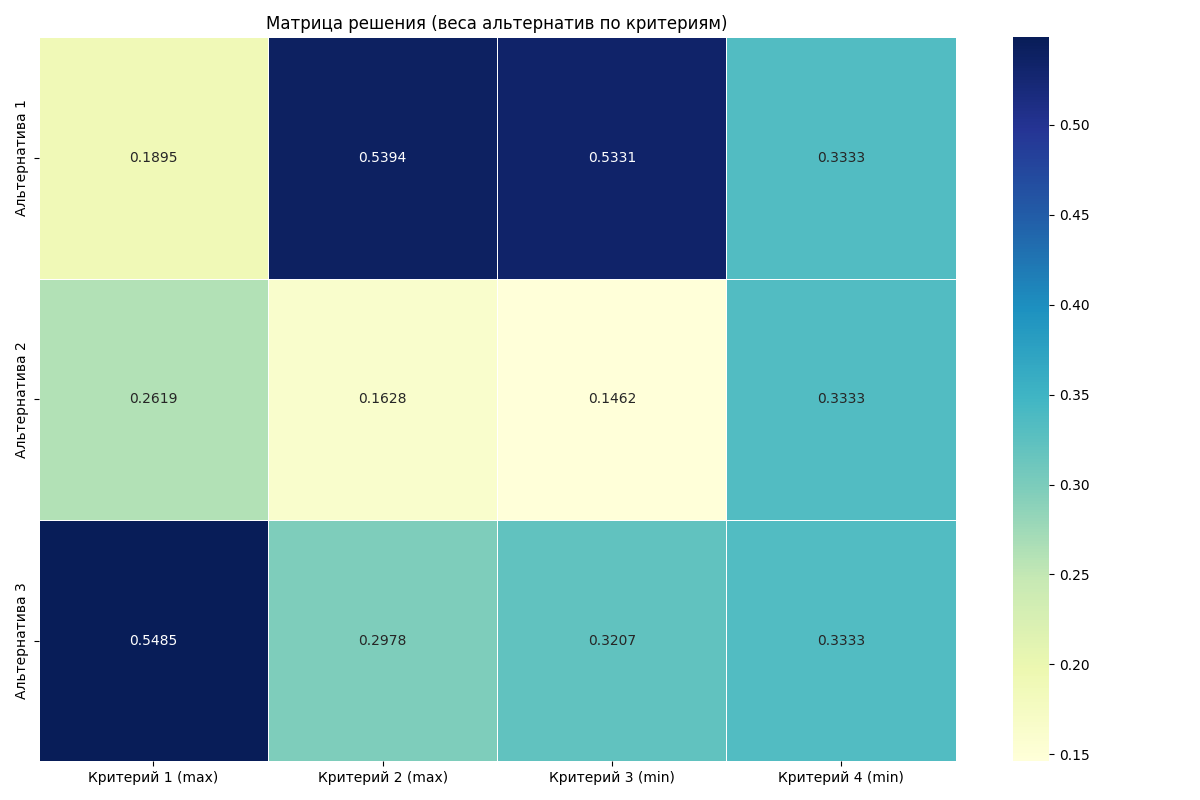 Матрица решения (веса альтернатив по критериям)
Альтернатива 1
0.1895 0.5394 0.5331 0.3333
Альтернатива 2
0.2619 0.1628 0.1462 0.3333
Альтернатива 3
0.5485 0.2978 0.3207 0.3333
Критерий 1 (max) Критерий 2 (max) Критерий 3 (min) Критерий 4 (min)
0.50
0.45
0.40
0.35
0.30
0.25
0.20
0.15